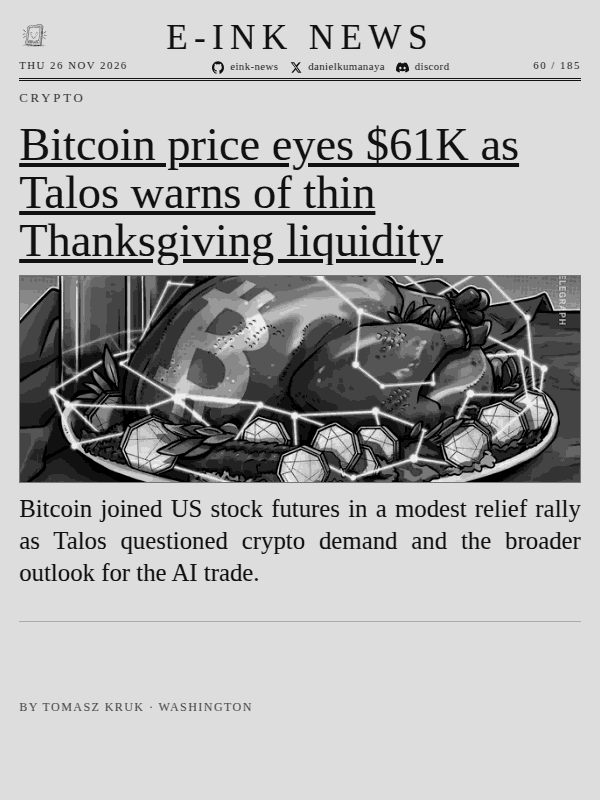 E-INK NEWS
THU 26 NOV 2026
eink-news danielkumanaya discord
60 / 185
CRYPTO
Bitcoin price eyes $61K as
Talos warns of thin
Thanksgiving liquidity
ELEGRAPH
Bitcoin joined US stock futures in a modest relief rally
as Talos questioned crypto demand and the broader
outlook for the AI trade.
BY TOMASZ KRUK · WASHINGTON